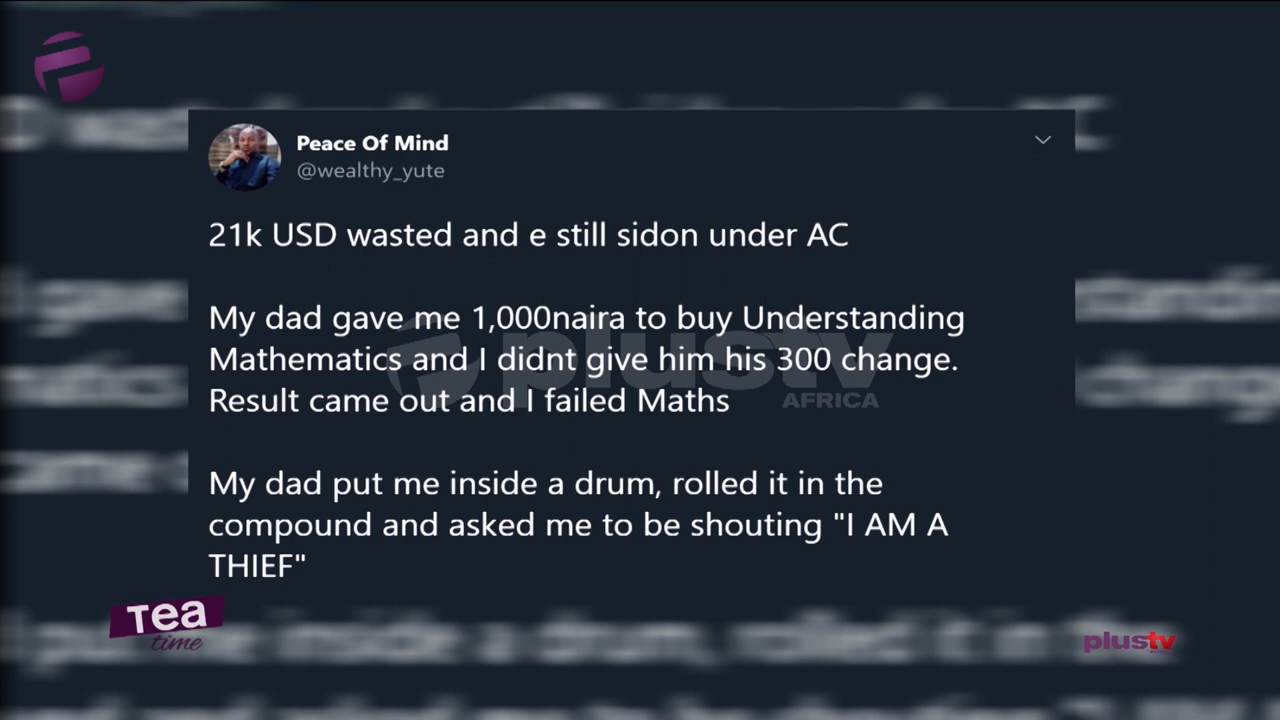 Peace Of Mind
@wealthy_yute
21k USD wasted and e still sidon under AC
My dad gave me 1,000naira to buy Understanding
Mathematics and I didnt give him his 300 change.
Result came out and I failed Maths
My dad put me inside a drum, rolled it in the
compound and asked me to be shouting "I AM A
THIEF"
plustv
AFRICA
Tea
time
plustv